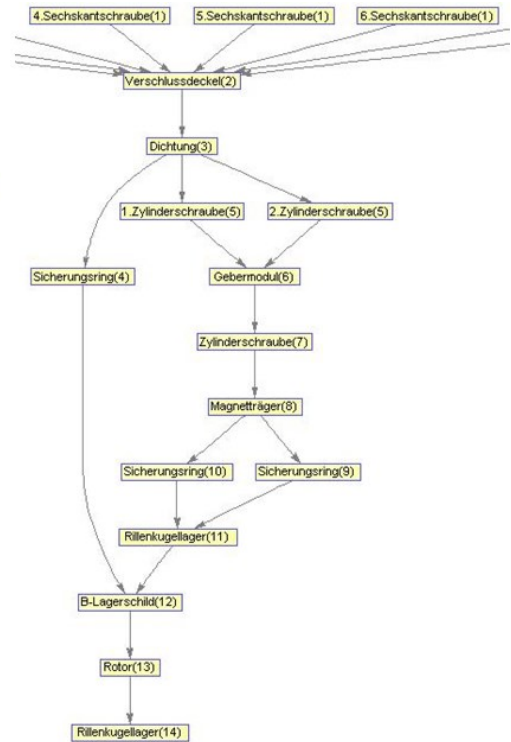 4.Sechskantschraube(1) 5.Sechskantschraube(1) 6.Sechskantschraube(1)
Verschlussdeckel(2)
Dichtung(3)
1.Zylinderschraube(5) 2.Zylinderschraube(5)
Sicherungsring(4) Gebermodul(6)
Zylinderschraube(7)
Magnetträger(8)
Sicherungsring(10) Sicherungsring(9)
Rillenkugellager(11)
B-Lagerschild(12)
Rotor(13)
Rillenkugellager(14)